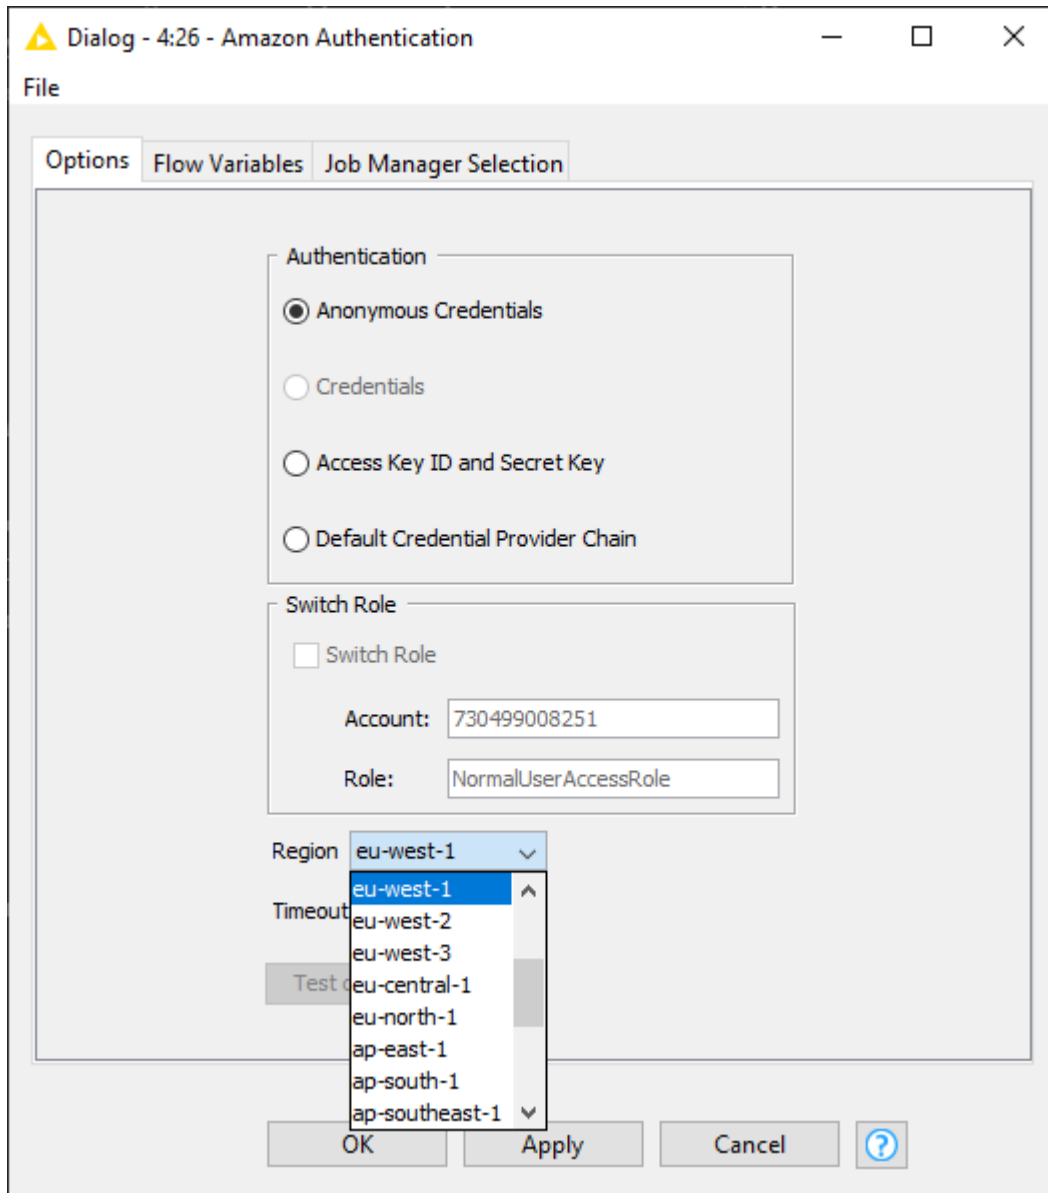 Dialog - 4:26 - Amazon Authentication
File
Options Flow Variables Job Manager Selection
Authentication
Anonymous Credentials
Credentials
Access Key ID and Secret Key
Default Credential Provider Chain
Switch Role
Switch Role
Account: 730499008251
Role: NormalUserAccessRole
Region eu-west-1
eu-west-1
Timeout
eu-west-2
eu-west-3
Test
eu-central-1
eu-north-1
ap-east-1
ap-south-1
ap-southeast-1
OK Apply Cancel ?